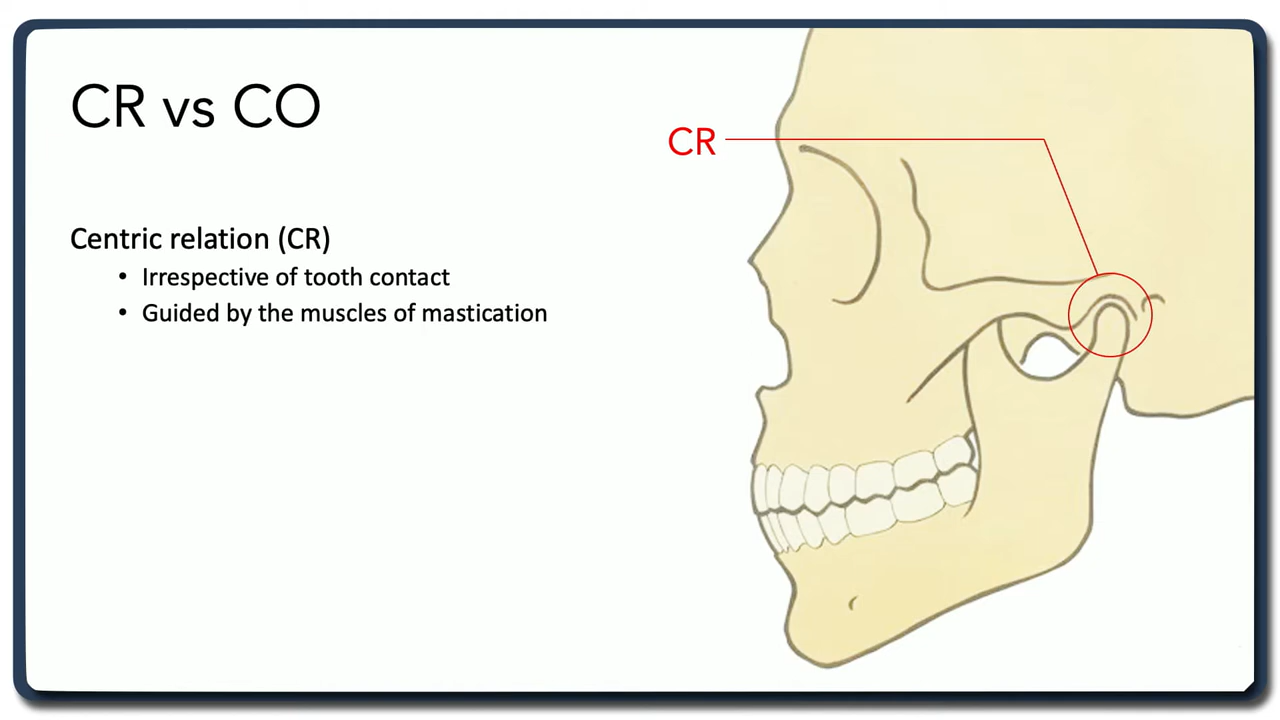 CR vs CO
CR
Centric relation (CR)
• Irrespective of tooth contact
• Guided by the muscles of mastication